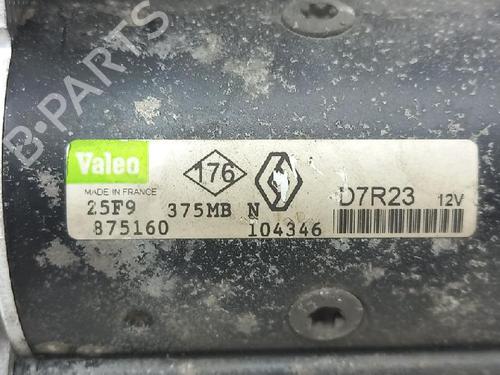 B-PARTS
Valeo
176
MADE IN FRANCE
25F9 375MB N
875160 104346
D7R23 12V